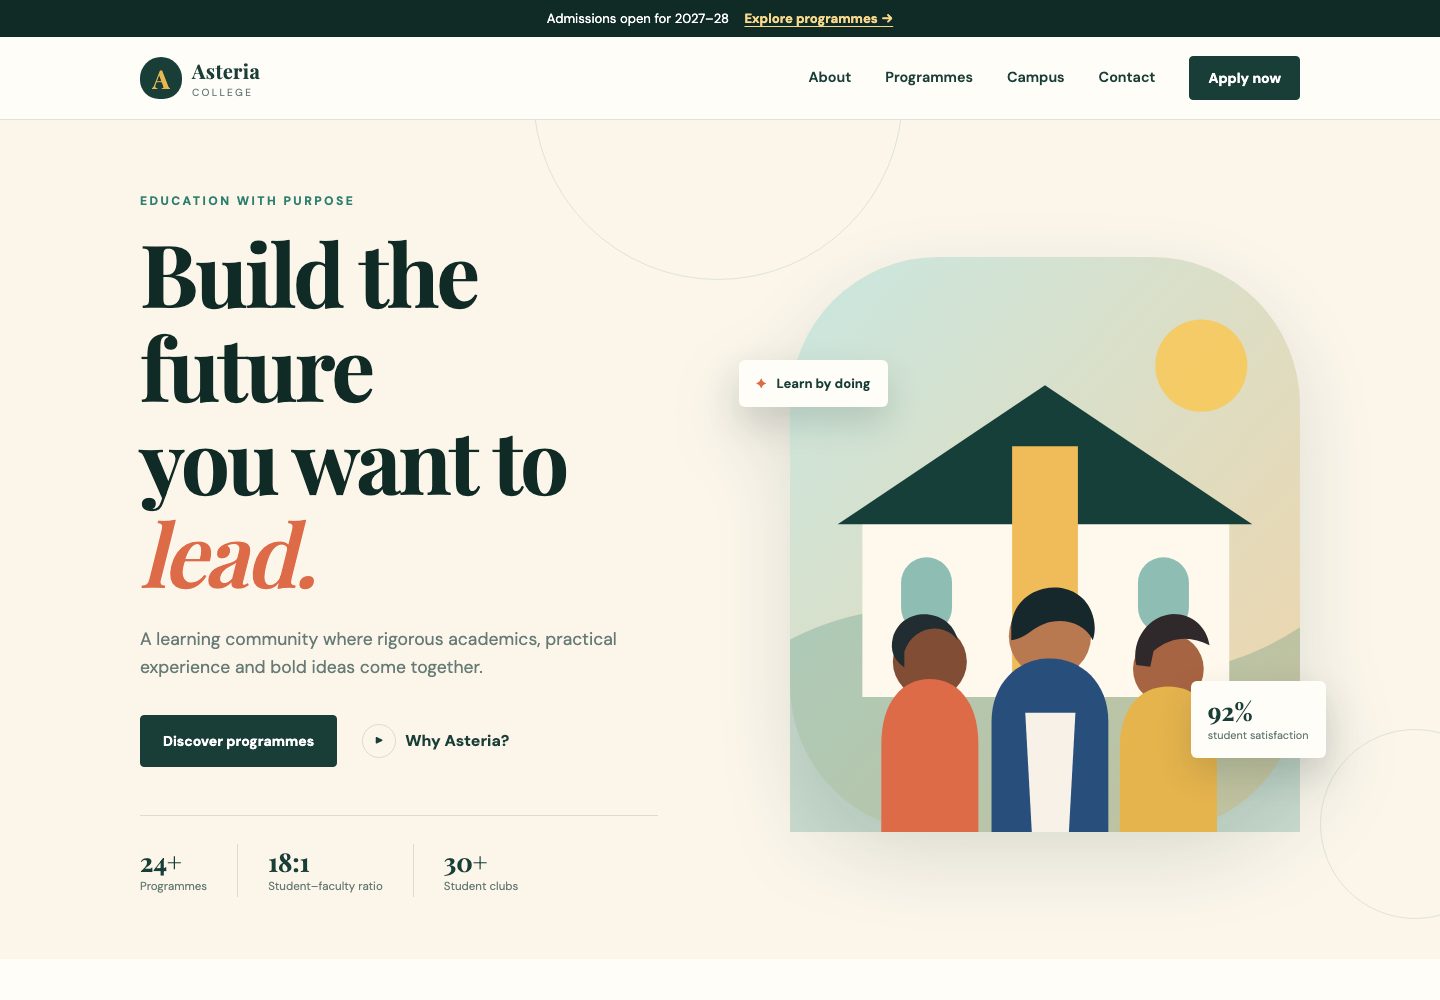 Admissions open for 2027–28 Explore programmes →
A
Asteria
COLLEGE
About Programmes Campus Contact Apply now
EDUCATION WITH PURPOSE
Build the
future
you want to
lead.
Learn by doing
A learning community where rigorous academics, practical
experience and bold ideas come together.
Discover programmes Why Asteria?
92%
student satisfaction
24+
Programmes
18:1
Student–faculty ratio
30+
Student clubs